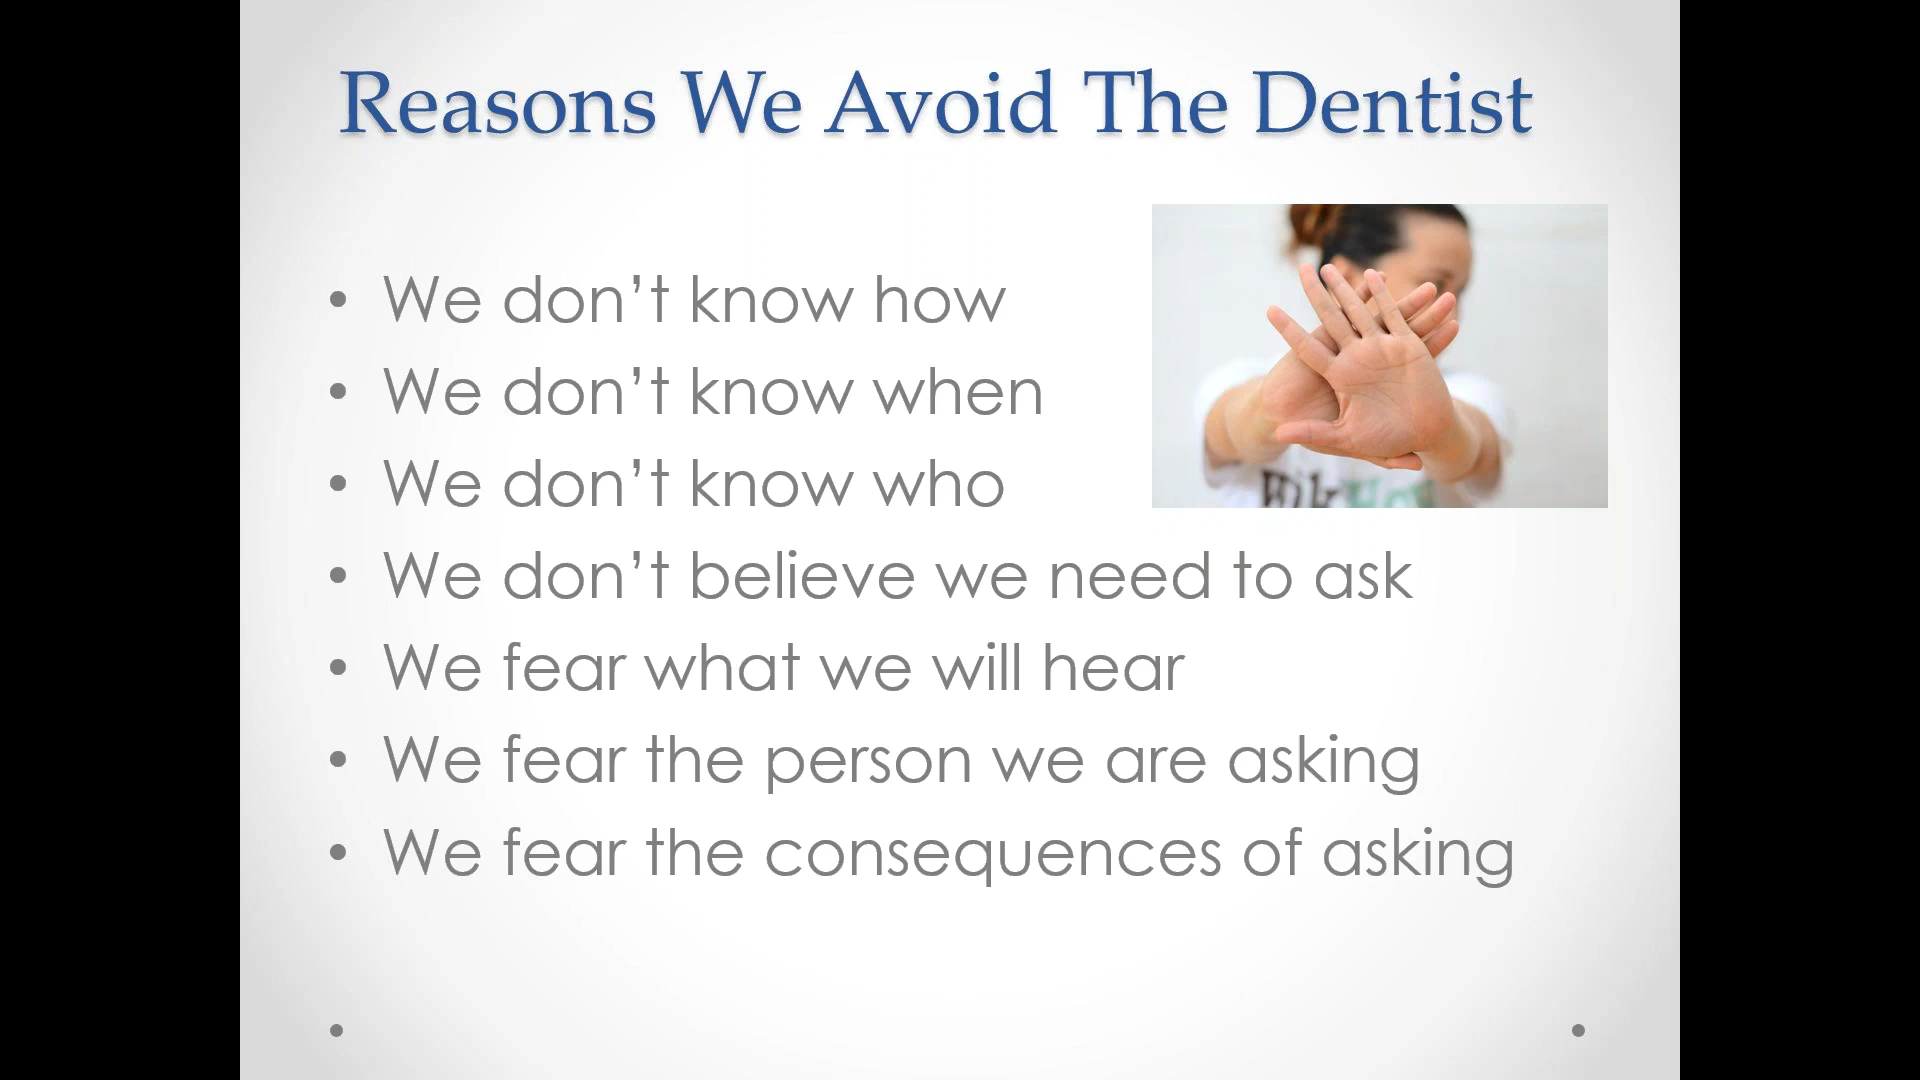 Reasons We Avoid The Dentist
• We don’t know how
• We don’t know when
• We don’t know who
• We don’t believe we need to ask
• We fear what we will hear
• We fear the person we are asking
• We fear the consequences of asking
WikHow